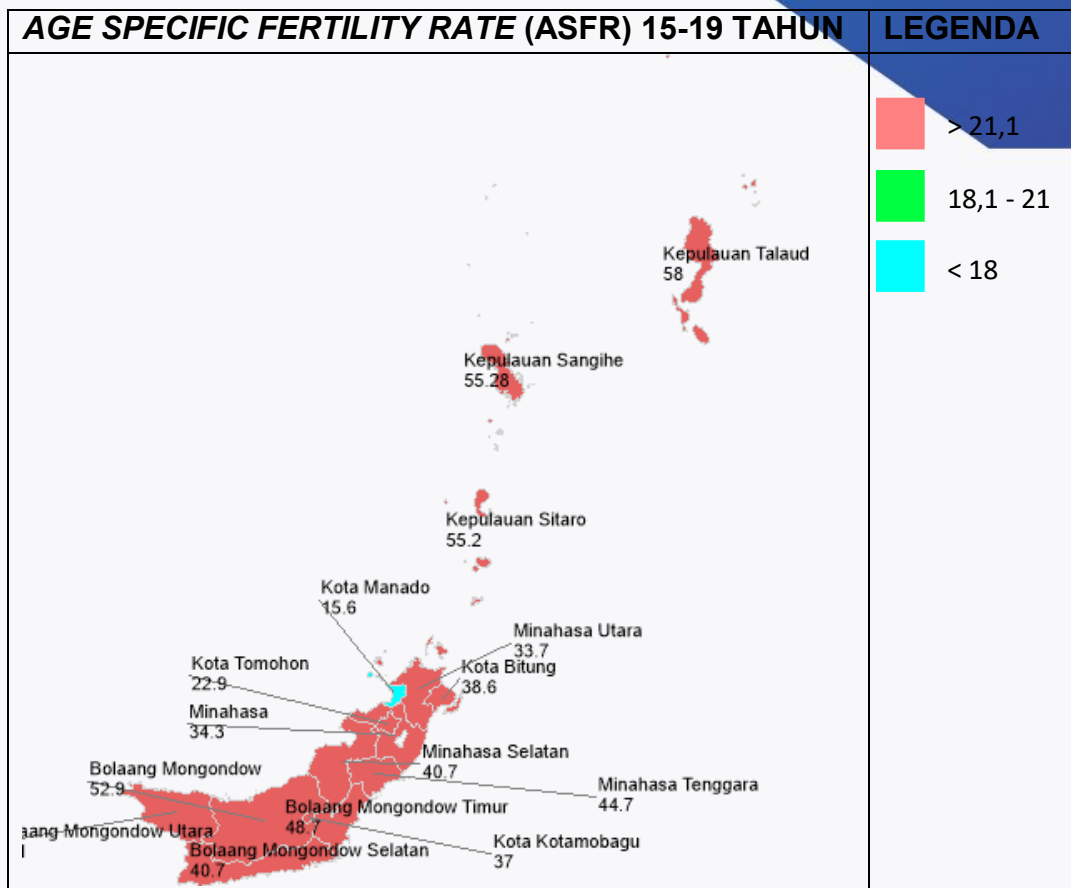 AGE SPECIFIC FERTILITY RATE (ASFR) 15-19 TAHUN
LEGENDA
> 21,1
18,1 - 21
< 18
Kepulauan Talaud
58
Kepulauan Sangihe
55.28
Kepulauan Sitaro
55.2
Kota Manado
15.6
Minahasa Utara
33.7
Kota Bitung
38.6
Kota Tomohon
22.9
Minahasa
34.3
Minahasa Selatan
40.7
Minahasa Tenggara
44.7
Bolaang Mongondow
52.9
Bolaang Mongondow Timur
48.7
aang Mongondow Utara
Kota Kotamobagu
37
Bolaang Mongondow Selatan
40.7